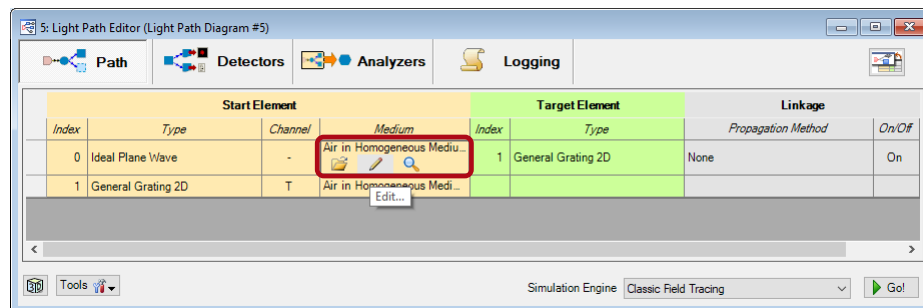 5: Light Path Editor (Light Path Diagram #5)
Path Detectors Analyzers Logging
Start Element Target Element Linkage
Index Type Channel Medium Index Type Propagation Method On/Off
0 Ideal Plane Wave - Air in Homogeneous Mediu... 1 General Grating 2D None On
1 General Grating 2D T Air in Homogeneous Medi...
Edit...
3D Tools Simulation Engine Classic Field Tracing Go!